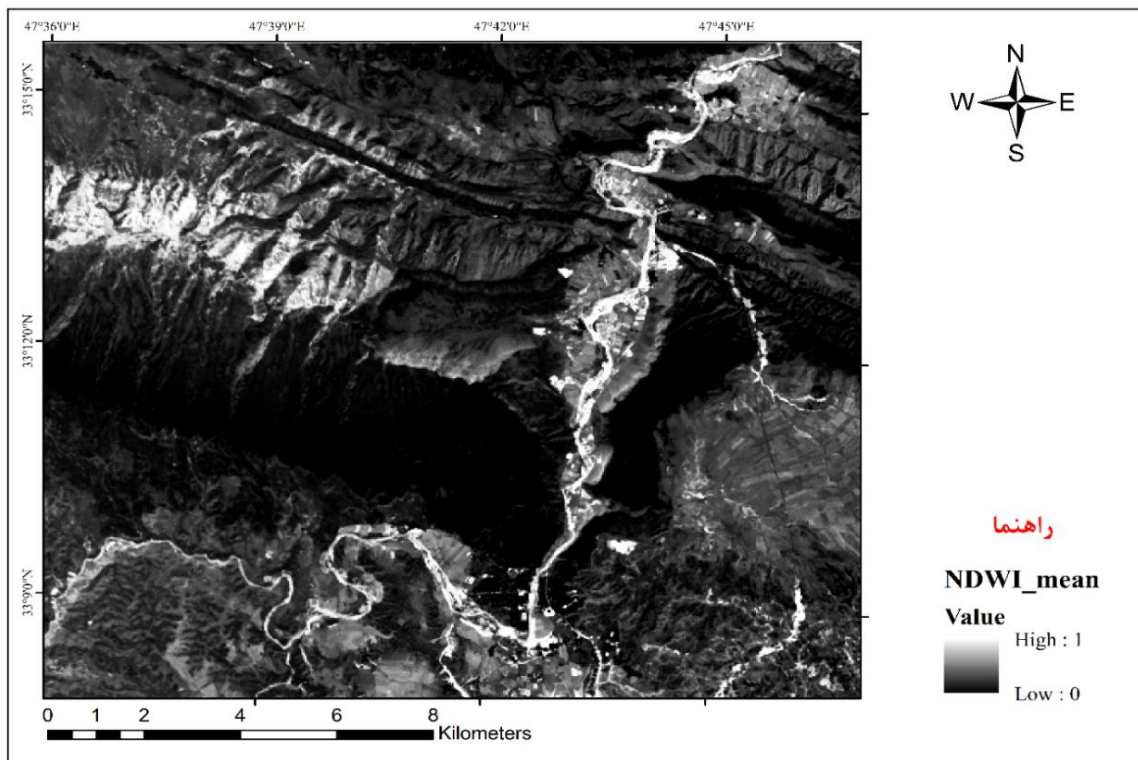 47°36'0"E 47°39'0"E 47°42'0"E 47°45'0"E
33°15'0"N
33°12'0"N
33°9'0"N
N
W E
S
راهنما
NDWI_mean
Value
High : 1
Low : 0
0 1 2 4 6 8
Kilometers